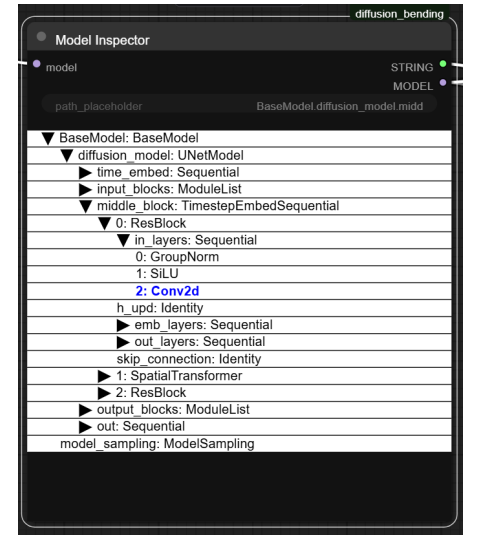 diffusion_bending
Model Inspector
model
STRING
MODEL
path_placeholder BaseModel.diffusion_model.midd
▼ BaseModel: BaseModel
▼ diffusion_model: UNetModel
▶ time_embed: Sequential
▶ input_blocks: ModuleList
▼ middle_block: TimestepEmbedSequential
▼ 0: ResBlock
▼ in_layers: Sequential
0: GroupNorm
1: SiLU
2: Conv2d
h_upd: Identity
▶ emb_layers: Sequential
▶ out_layers: Sequential
skip_connection: Identity
▶ 1: SpatialTransformer
▶ 2: ResBlock
▶ output_blocks: ModuleList
▶ out: Sequential
model_sampling: ModelSampling